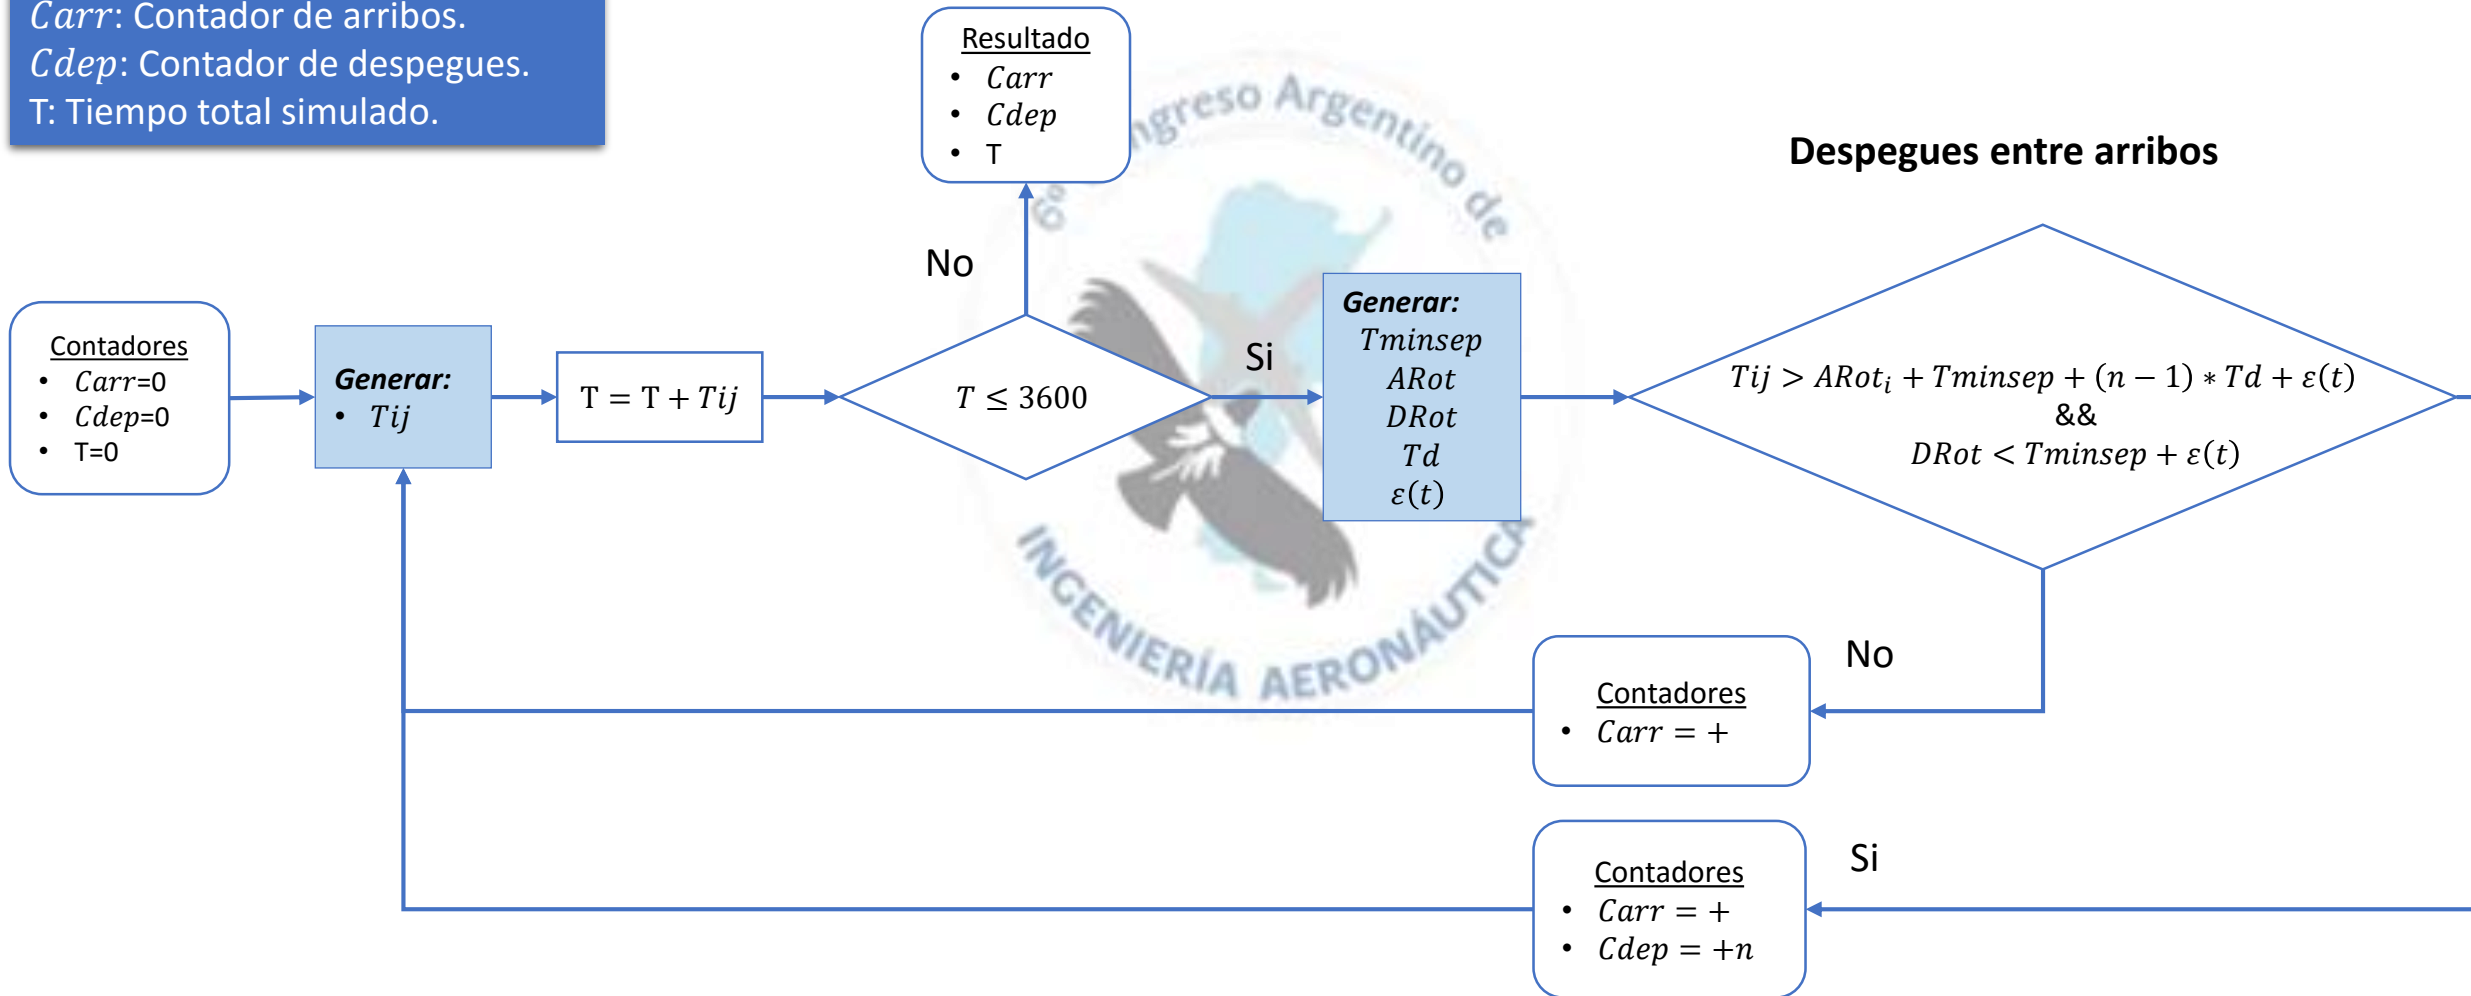 Carr: Contador de arribos.
Cdep: Contador de despegues.
T: Tiempo total simulado.
Resultado
• Carr
• Cdep
• T
6º Congreso Argentino de
INGENIERÍA AERONÁUTICA
Despegues entre arribos
Contadores
• Carr=0
• Cdep=0
• T=0
Generar:
• Tij
T = T + Tij
T ≤ 3600
No
Si
Generar:
Tminsep
ARot
DRot
Td
ε(t)
Tij > ARot_i + Tminsep + (n − 1) ∗ Td + ε(t)
&&
DRot < Tminsep + ε(t)
No
Contadores
• Carr = +
Si
Contadores
• Carr = +
• Cdep = +n